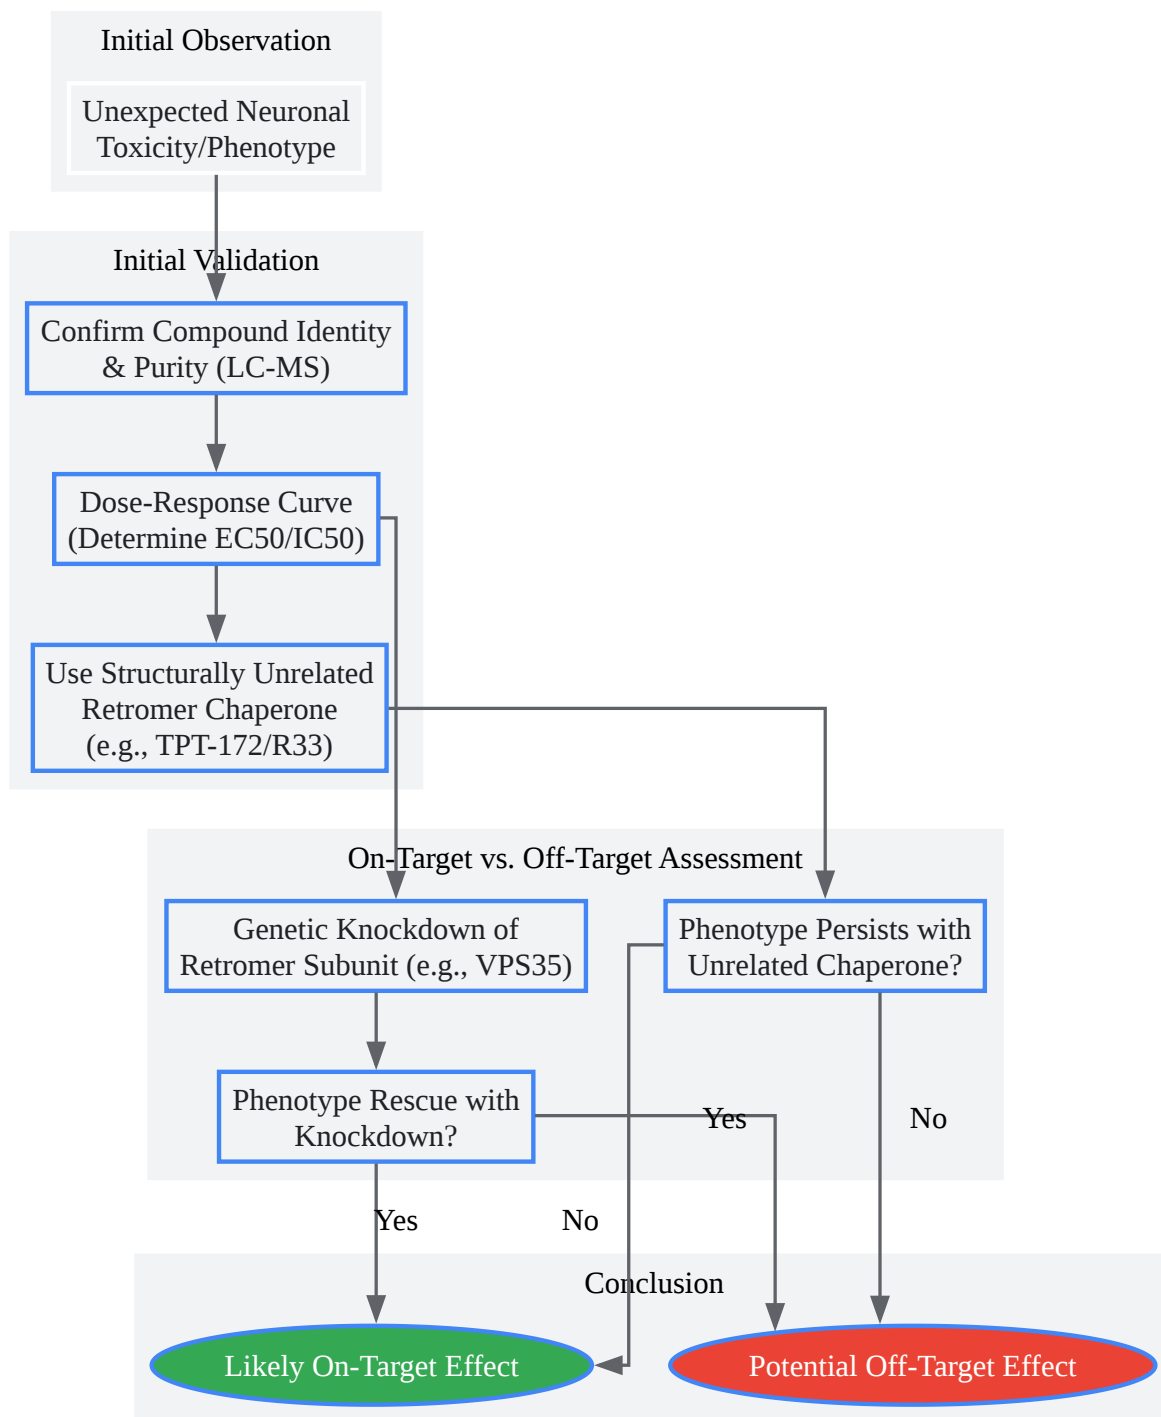 Initial Observation
Unexpected Neuronal
Toxicity/Phenotype
Initial Validation
Confirm Compound Identity
& Purity (LC-MS)
Dose-Response Curve
(Determine EC50/IC50)
Use Structurally Unrelated
Retromer Chaperone
(e.g., TPT-172/R33)
On-Target vs. Off-Target Assessment
Genetic Knockdown of
Retromer Subunit (e.g., VPS35)
Phenotype Persists with
Unrelated Chaperone?
Phenotype Rescue with
Knockdown?
Yes
No
Yes
No
Conclusion
Likely On-Target Effect
Potential Off-Target Effect